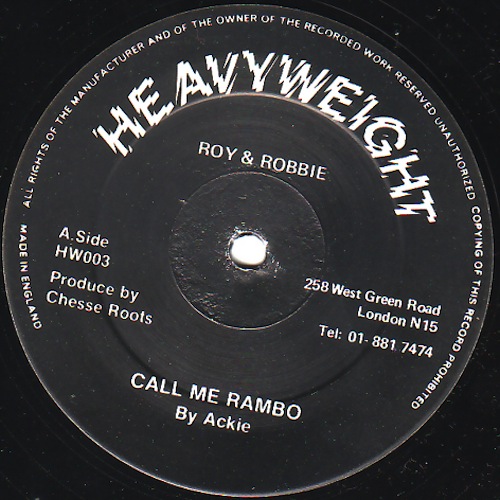 ALL RIGHTS OF THE MANUFACTURER AND OF THE OWNER OF THE RECORDED WORK RESERVED UNAUTHORIZED COPYING OF THIS RECORD PROHIBITED
HEAVYWEIGHT
ROY & ROBBIE
A.Side
HW003
Produce by
Chesse Roots
258 West Green Road
London N15
Tel: 01-881 7474
MADE IN ENGLAND
CALL ME RAMBO
By Ackie